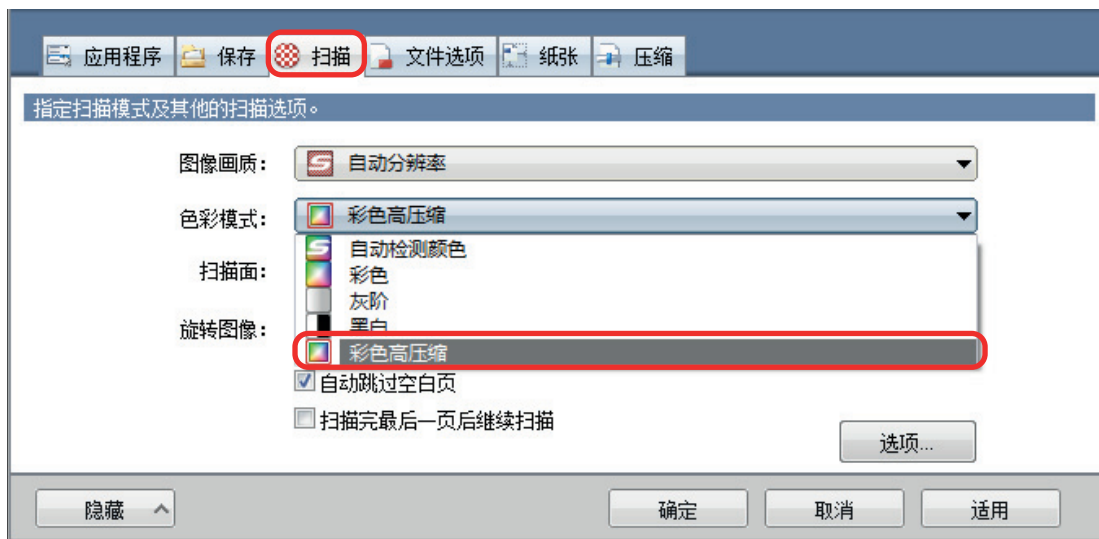 应用程序 保存 扫描 文件选项 纸张 压缩
指定扫描模式及其他的扫描选项。
图像画质: 自动分辨率
色彩模式: 彩色高压缩
自动检测颜色
扫描面: 彩色
灰阶
旋转图像: 黑白
彩色高压缩
自动跳过空白页
扫描完最后一页后继续扫描
选项...
隐藏 确定 取消 适用